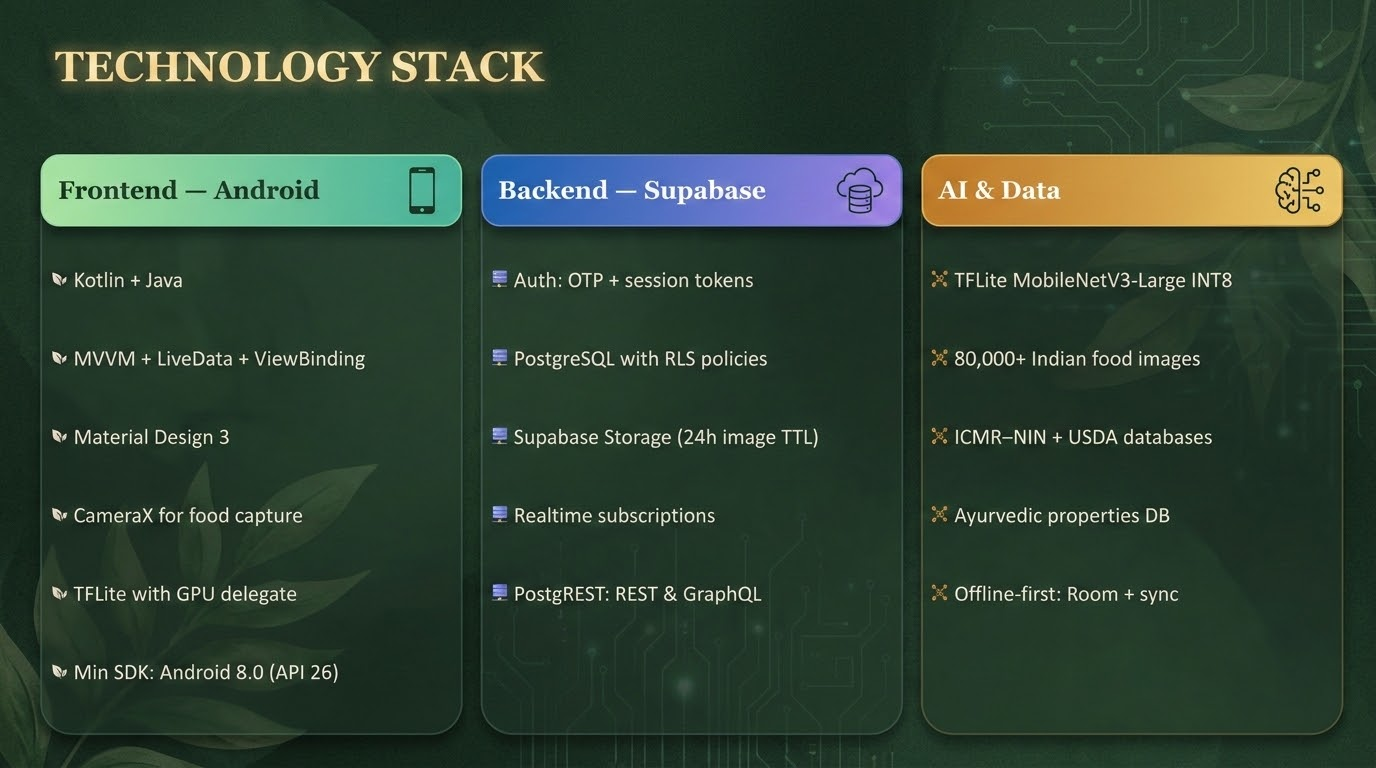 TECHNOLOGY STACK
Frontend — Android
Kotlin + Java
MVVM + LiveData + ViewBinding
Material Design 3
CameraX for food capture
TFLite with GPU delegate
Min SDK: Android 8.0 (API 26)
Backend — Supabase
Auth: OTP + session tokens
PostgreSQL with RLS policies
Supabase Storage (24h image TTL)
Realtime subscriptions
PostgREST: REST & GraphQL
AI & Data
TFLite MobileNetV3-Large INT8
80,000+ Indian food images
ICMR–NIN + USDA databases
Ayurvedic properties DB
Offline-first: Room + sync